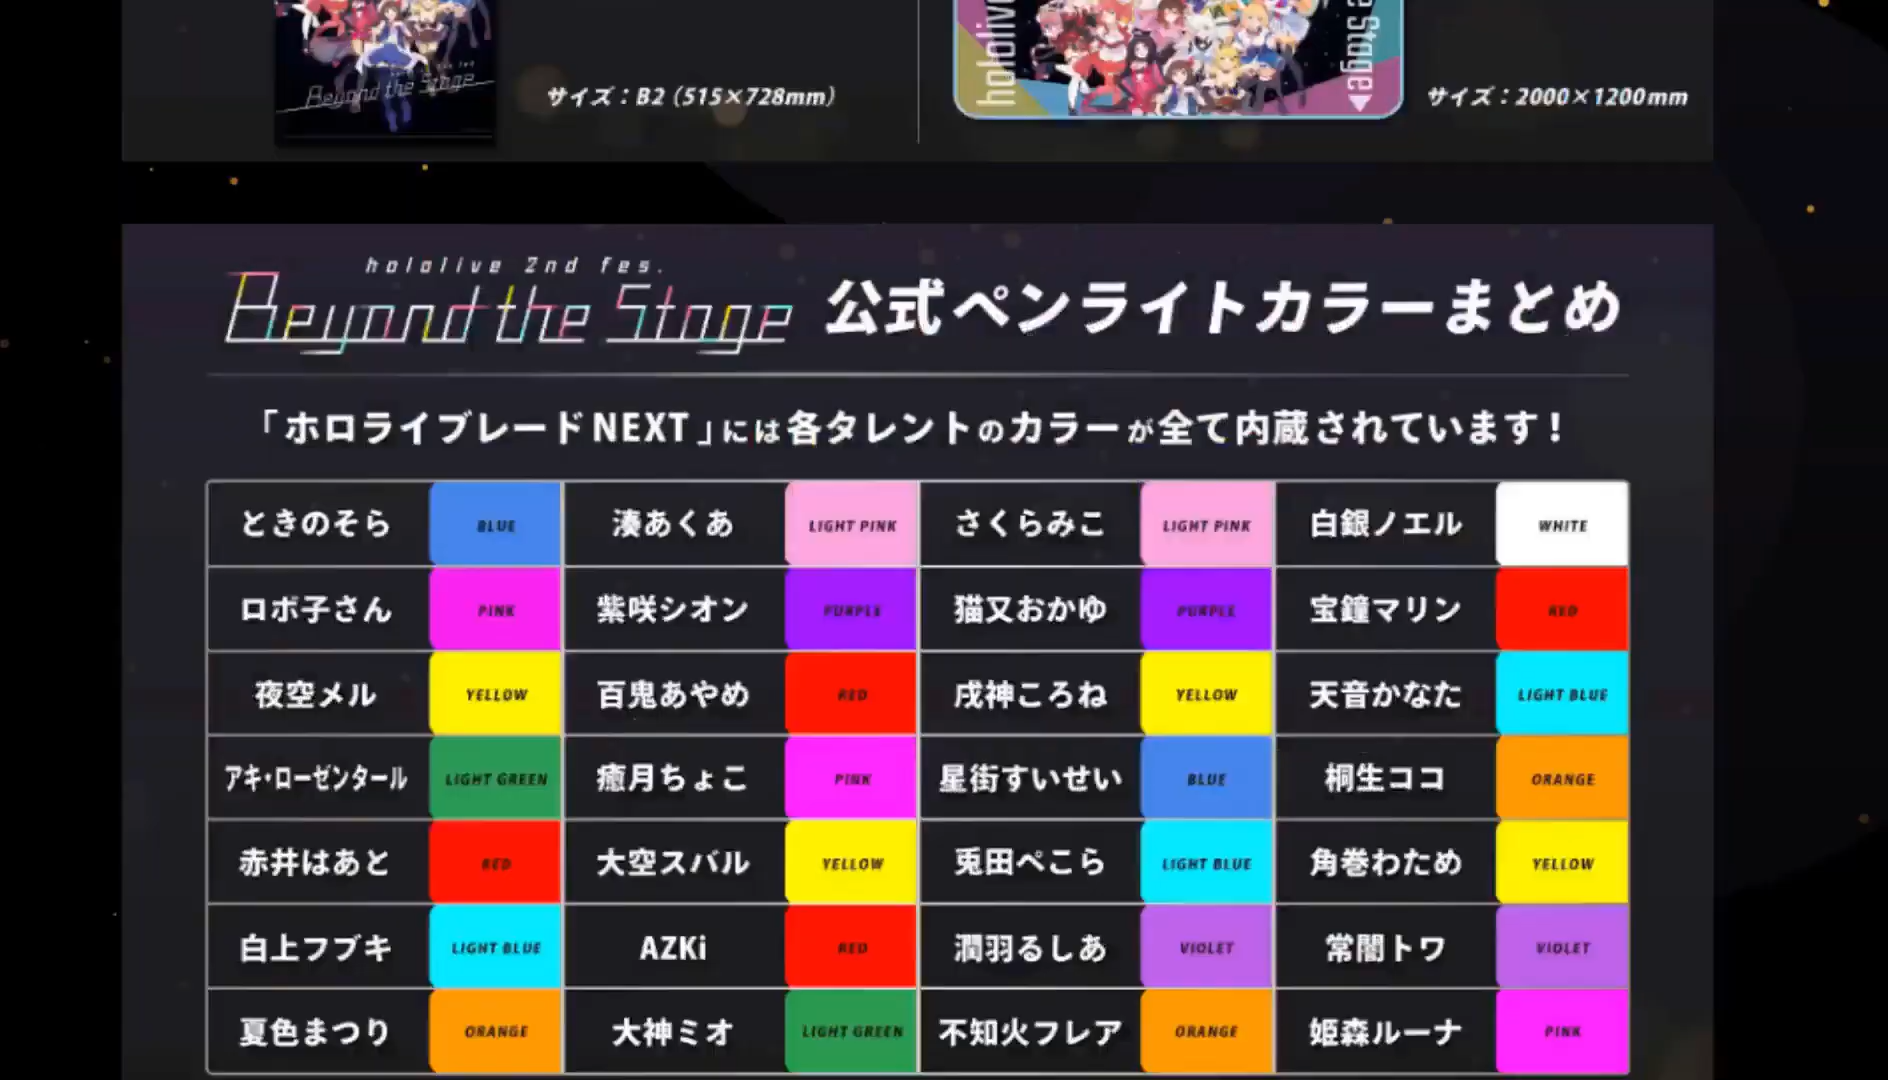 Beyond the Stage
サイズ：B2（515×728mm）
hololive
e Stage
サイズ：2000×1200mm
hololive 2nd fes.
Beyond the Stage 公式ペンライトカラーまとめ
「ホロライブレードNEXT」には各タレントのカラーが全て内蔵されています！
ときのそら BLUE 湊あくあ LIGHT PINK さくらみこ LIGHT PINK 白銀ノエル WHITE
ロボ子さん PINK 紫咲シオン PURPLE 猫又おかゆ PURPLE 宝鐘マリン RED
夜空メル YELLOW 百鬼あやめ RED 戌神ころね YELLOW 天音かなた LIGHT BLUE
アキ・ローゼンタール LIGHT GREEN 癒月ちょこ PINK 星街すいせい BLUE 桐生ココ ORANGE
赤井はあと RED 大空スバル YELLOW 兎田ぺこら LIGHT BLUE 角巻わため YELLOW
白上フブキ LIGHT BLUE AZKi RED 潤羽るしあ VIOLET 常闇トワ VIOLET
夏色まつり ORANGE 大神ミオ LIGHT GREEN 不知火フレア ORANGE 姫森ルーナ PINK